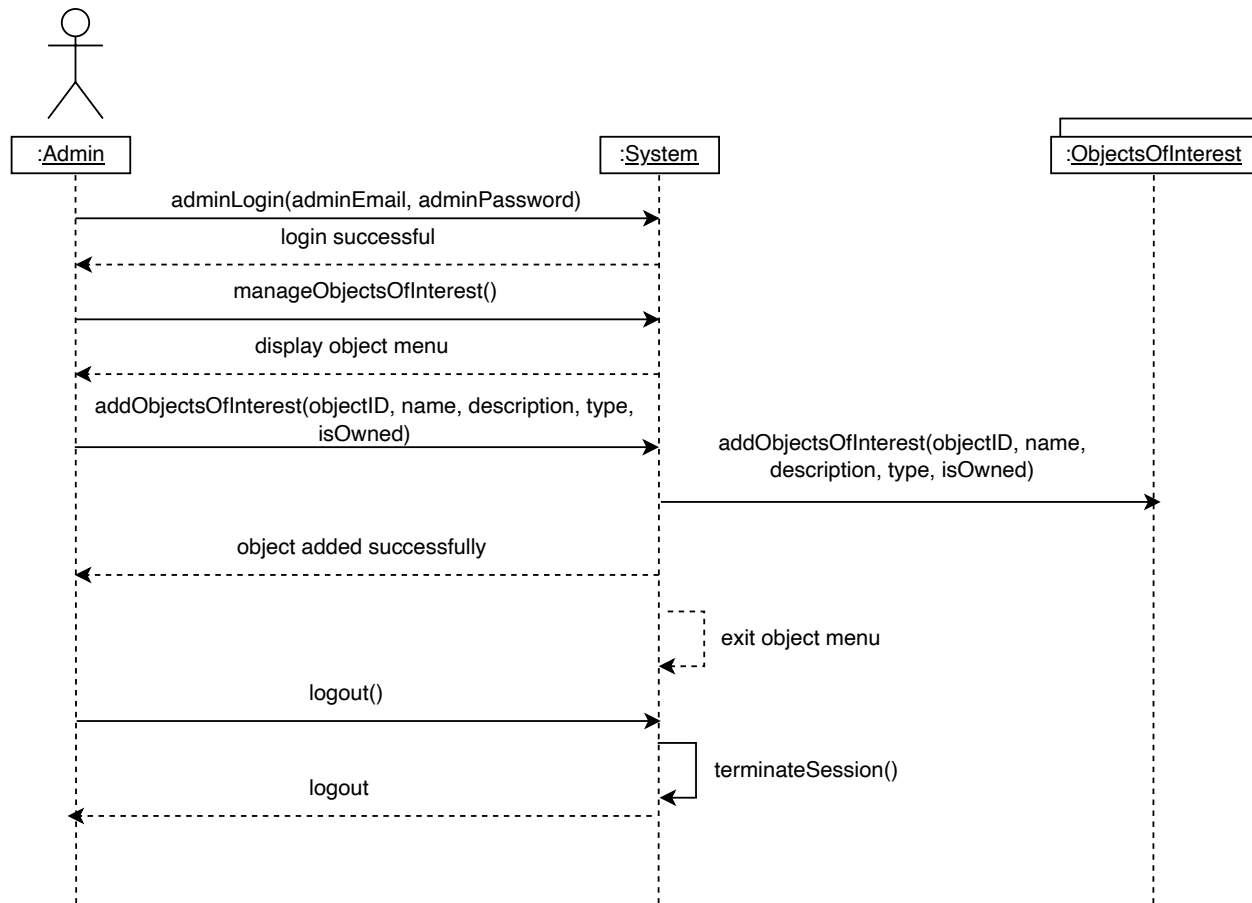 :Admin
:System
:ObjectsOfInterest
adminLogin(adminEmail, adminPassword)
login successful
manageObjectsOfInterest()
display object menu
addObjectsOfInterest(objectID, name, description, type,
isOwned)
addObjectsOfInterest(objectID, name,
description, type, isOwned)
object added successfully
exit object menu
logout()
terminateSession()
logout